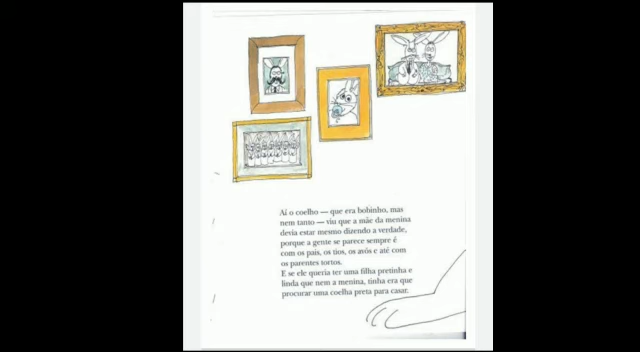 Aí o coelho — que era bobinho, mas
nem tanto — viu que a mãe da menina
devia estar mesmo dizendo a verdade,
porque a gente se parece sempre é
com os pais, os tios, os avós e até com
os parentes tortos.
E se ele queria ter uma filha pretinha e
linda que nem a menina, tinha era que
procurar uma coelha preta para casar.